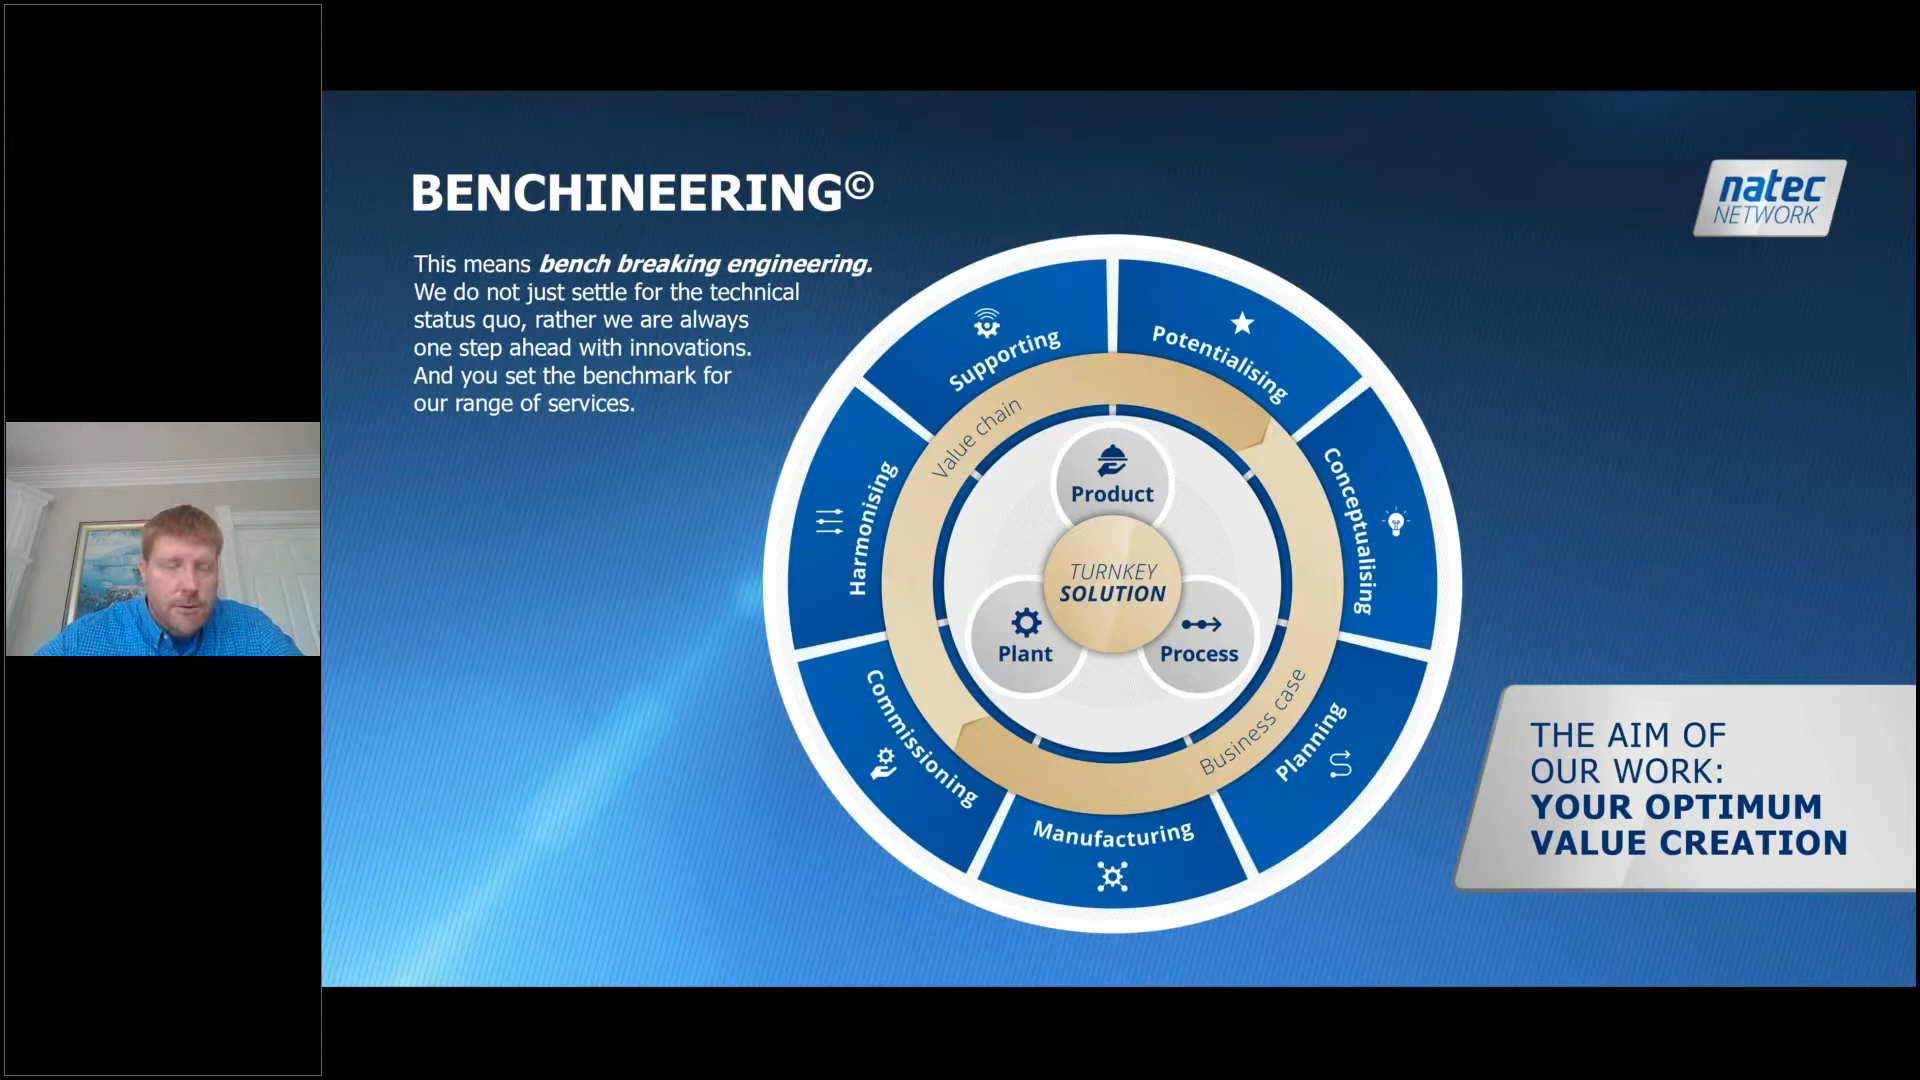 BENCHINEERING©
This means bench breaking engineering.
We do not just settle for the technical
status quo, rather we are always
one step ahead with innovations.
And you set the benchmark for
our range of services.
natec
NETWORK
Supporting
Potentialising
Conceptualising
Planning
Manufacturing
Commissioning
Harmonising
Value chain
Business case
Product
TURNKEY
SOLUTION
Plant
Process
THE AIM OF
OUR WORK:
YOUR OPTIMUM
VALUE CREATION